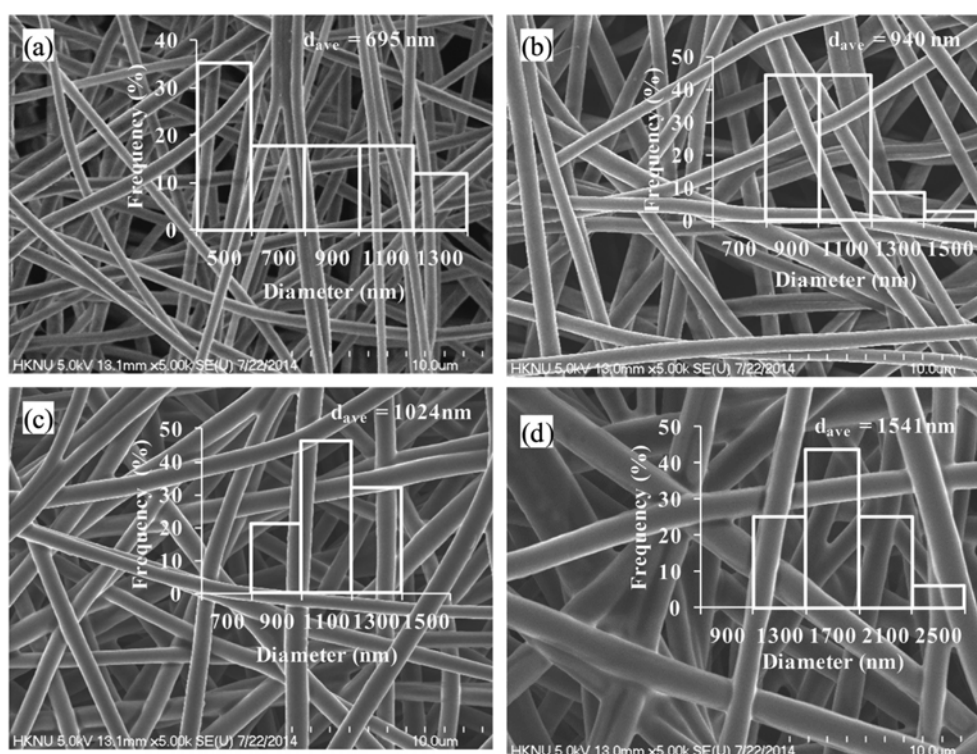 (a)
d_ave = 695 nm
40
30
20
10
0
Frequency (%)
500 700 900 1100 1300
Diameter (nm)
HKNU 5.0kV 13.1mm x5.00k SE(U) 7/22/2014 10.0um
(b)
d_ave = 940 nm
50
40
30
20
10
0
Frequency (%)
700 900 1100 1300 1500
Diameter (nm)
HKNU 5.0kV 13.0mm x5.00k SE(U) 7/22/2014 10.0um
(c)
d_ave = 1024nm
50
40
30
20
10
0
Frequency (%)
700 900 1100 1300 1500
Diameter (nm)
HKNU 5.0kV 13.1mm x5.00k SE(U) 7/22/2014 10.0um
(d)
d_ave = 1541nm
50
40
30
20
10
0
Frequency (%)
900 1300 1700 2100 2500
Diameter (nm)
HKNU 5.0kV 13.0mm x5.00k SE(U) 7/22/2014 10.0um